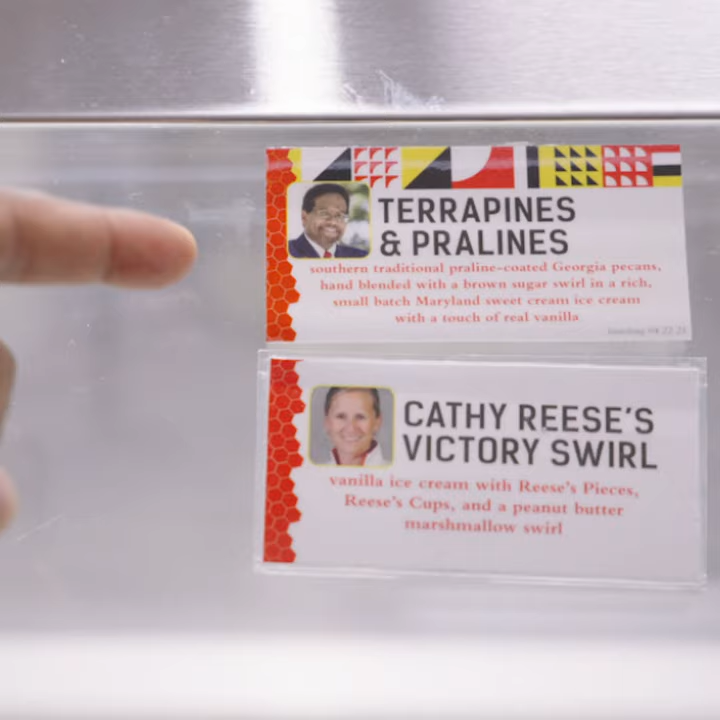 TERRAPINES
& PRALINES
southern traditional praline-coated Georgia pecans,
hand blended with a brown sugar swirl in a rich,
small batch Maryland sweet cream ice cream
with a touch of real vanilla
CATHY REESE'S
VICTORY SWIRL
vanilla ice cream with Reese's Pieces,
Reese's Cups, and a peanut butter
marshmallow swirl